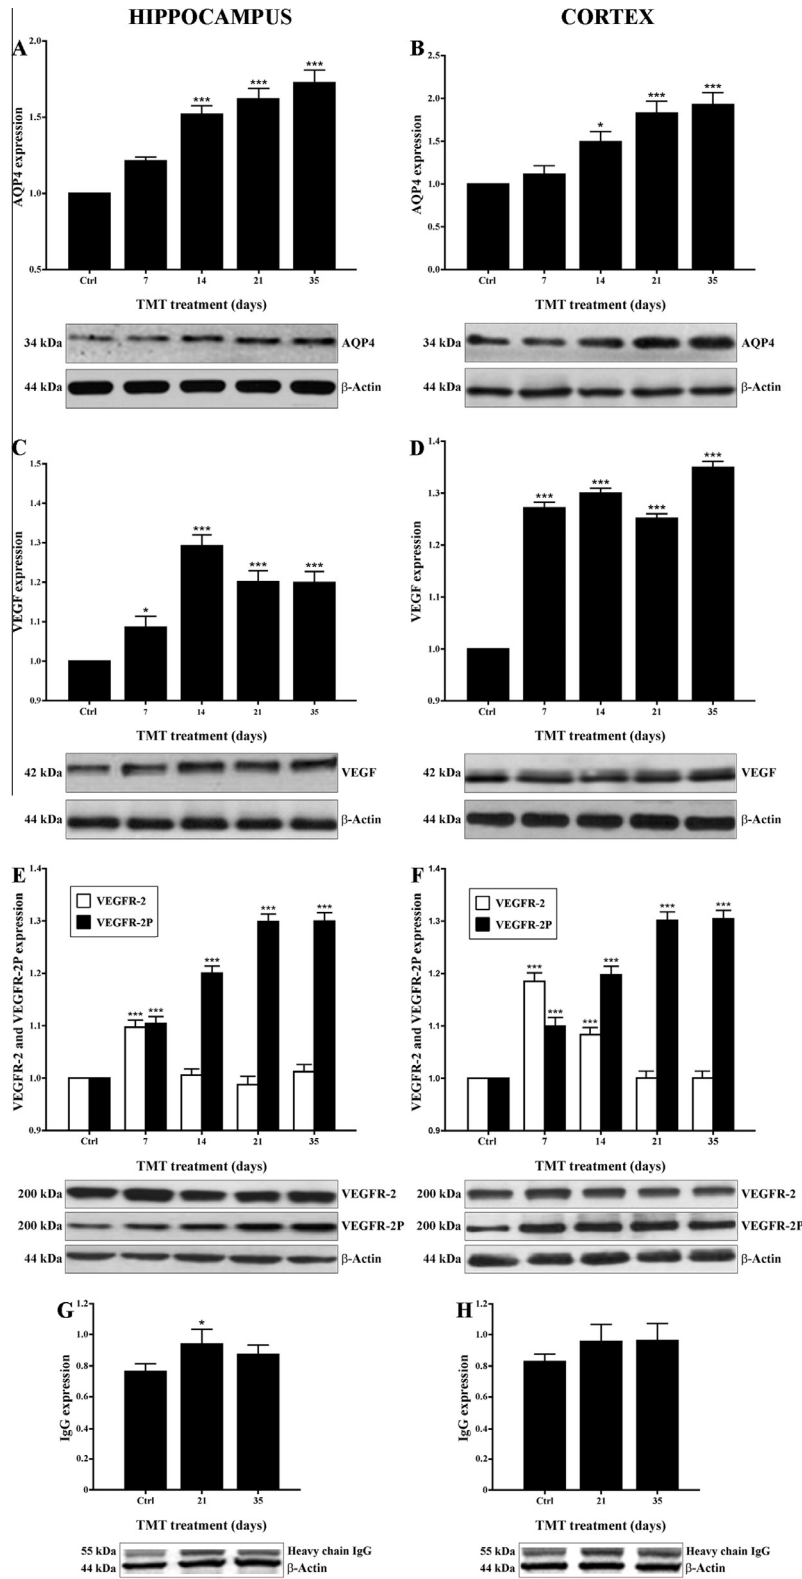 HIPPOCAMPUS CORTEX
A
2.0
***
***
***
1.5
1.0
0.5
AQP4 expression
Ctrl 7 14 21 35
TMT treatment (days)
34 kDa AQP4
44 kDa β-Actin
B
2.5
***
***
2.0
*
1.5
1.0
0.5
0.0
AQP4 expression
Ctrl 7 14 21 35
TMT treatment (days)
34 kDa AQP4
44 kDa β-Actin
C
1.5
1.4
***
1.3
*** ***
1.2
*
1.1
1.0
0.9
VEGF expression
Ctrl 7 14 21 35
TMT treatment (days)
42 kDa VEGF
44 kDa β-Actin
D
1.4
***
***
***
1.3
***
1.2
1.1
1.0
0.9
VEGF expression
Ctrl 7 14 21 35
TMT treatment (days)
42 kDa VEGF
44 kDa β-Actin
E
1.4
VEGFR-2
VEGFR-2P
*** ***
1.3
***
1.2
*** ***
1.1
1.0
0.9
VEGFR-2 and VEGFR-2P expression
Ctrl 7 14 21 35
TMT treatment (days)
200 kDa VEGFR-2
200 kDa VEGFR-2P
44 kDa β-Actin
F
1.4
VEGFR-2
VEGFR-2P
*** ***
1.3
*** ***
1.2
*** ***
1.1
1.0
0.9
VEGFR-2 and VEGFR-2P expression
Ctrl 7 14 21 35
TMT treatment (days)
200 kDa VEGFR-2
200 kDa VEGFR-2P
44 kDa β-Actin
G
1.2
*
1.0
0.8
0.6
0.4
0.2
0
IgG expression
Ctrl 21 35
TMT treatment (days)
55 kDa Heavy chain IgG
44 kDa β-Actin
H
1.2
1.0
0.8
0.6
0.4
0.2
0
IgG expression
Ctrl 21 35
TMT treatment (days)
55 kDa Heavy chain IgG
44 kDa β-Actin